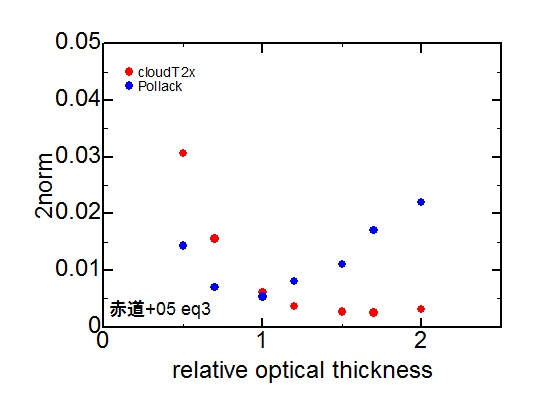 0.05
cloudT2x
Pollack
0.04
0.03
2norm
0.02
0.01
赤道+05 eq3
0
0 1 2
relative optical thickness